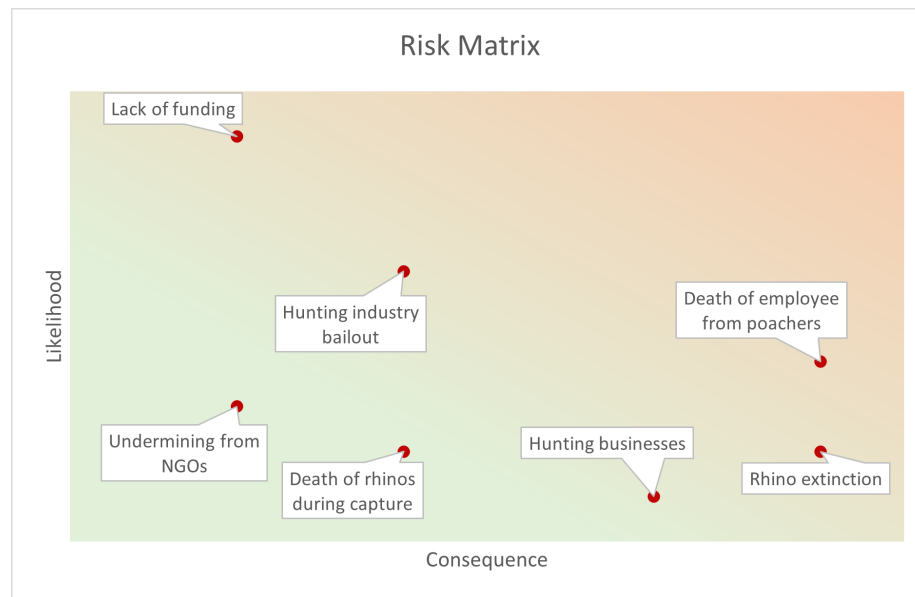 Risk Matrix
Lack of funding
Hunting industry
bailout
Death of employee
from poachers
Likelihood
Undermining from
NGOs
Death of rhinos
during capture
Hunting businesses
Rhino extinction
Consequence